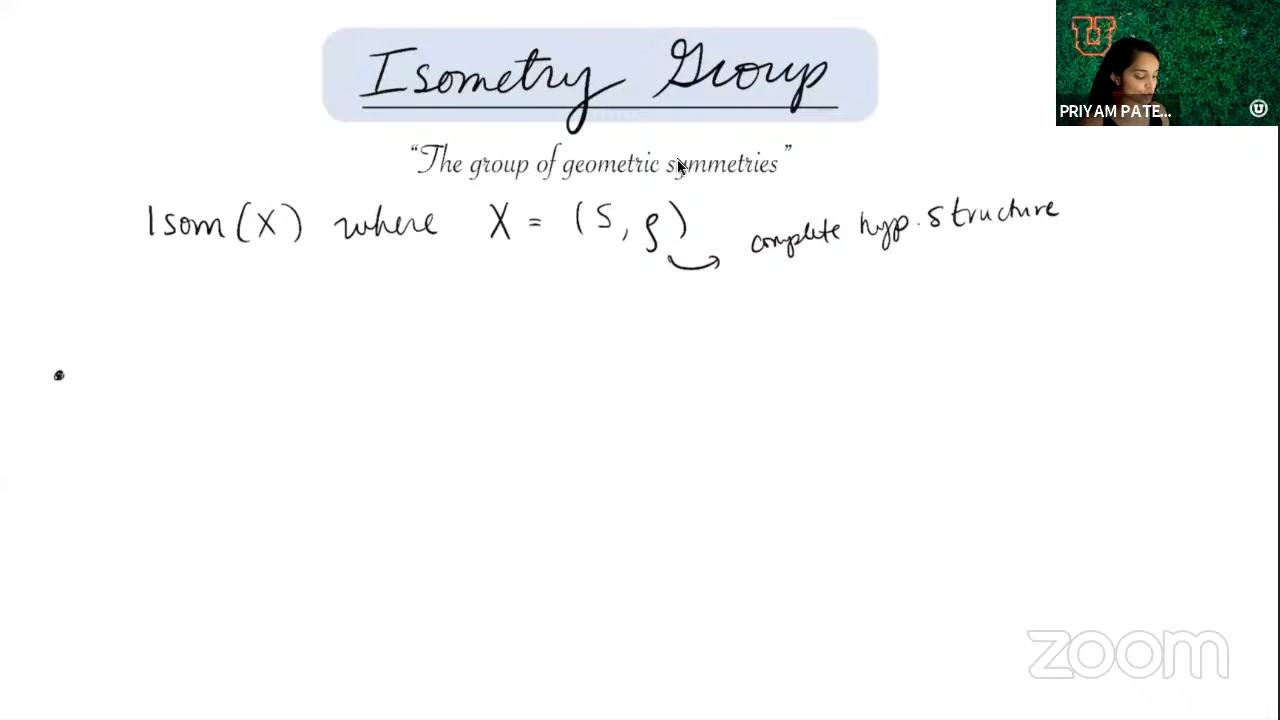 Isometry Group
"The group of geometric symmetries"
Isom(X) where X = (S, ρ) complete hyp. structure
PRIYAM PATE...
zoom